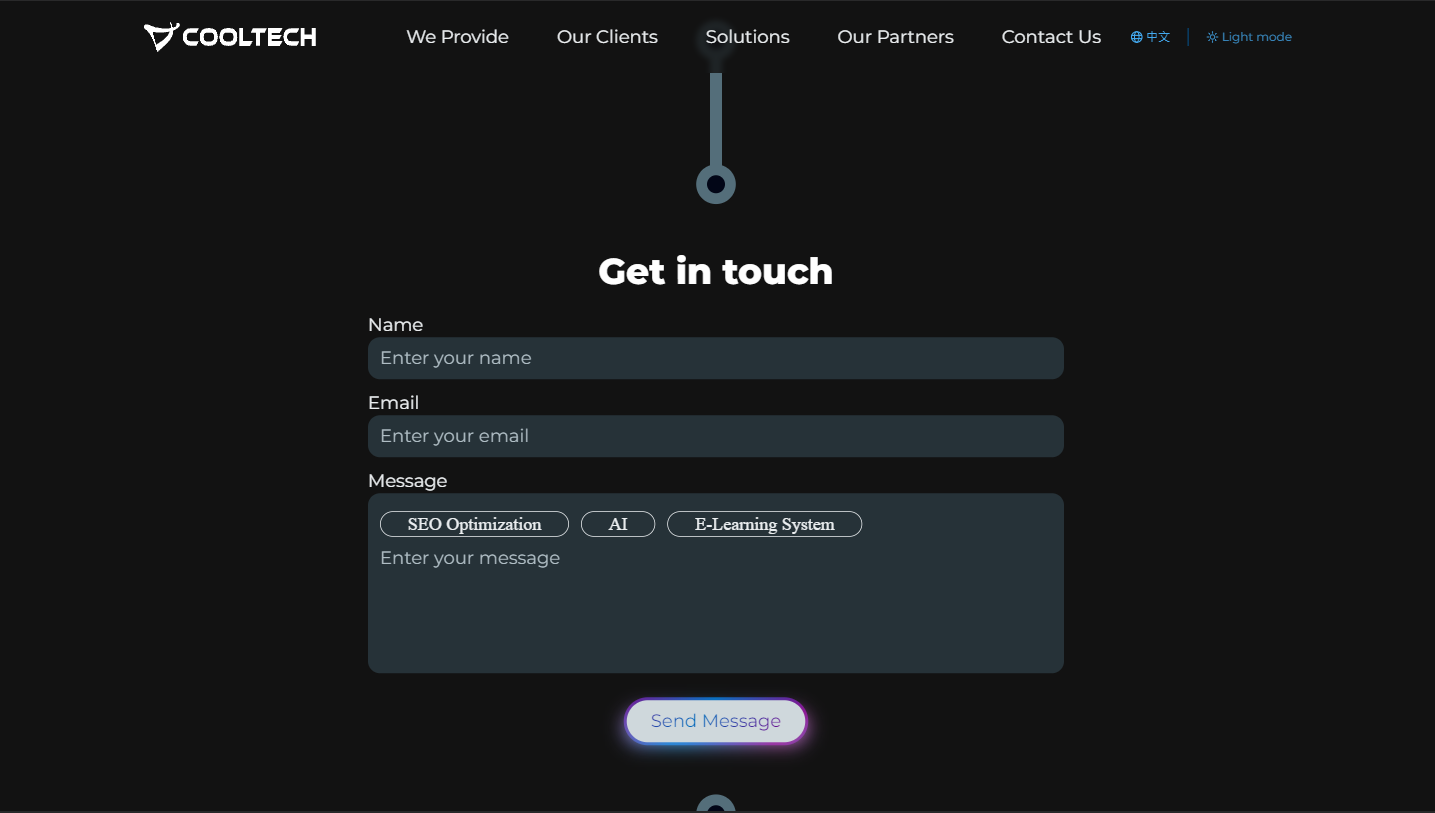 COOLTECH We Provide Our Clients Solutions Our Partners Contact Us 中文 Light mode
Get in touch
Name
Enter your name
Email
Enter your email
Message
SEO Optimization AI E-Learning System
Enter your message
Send Message